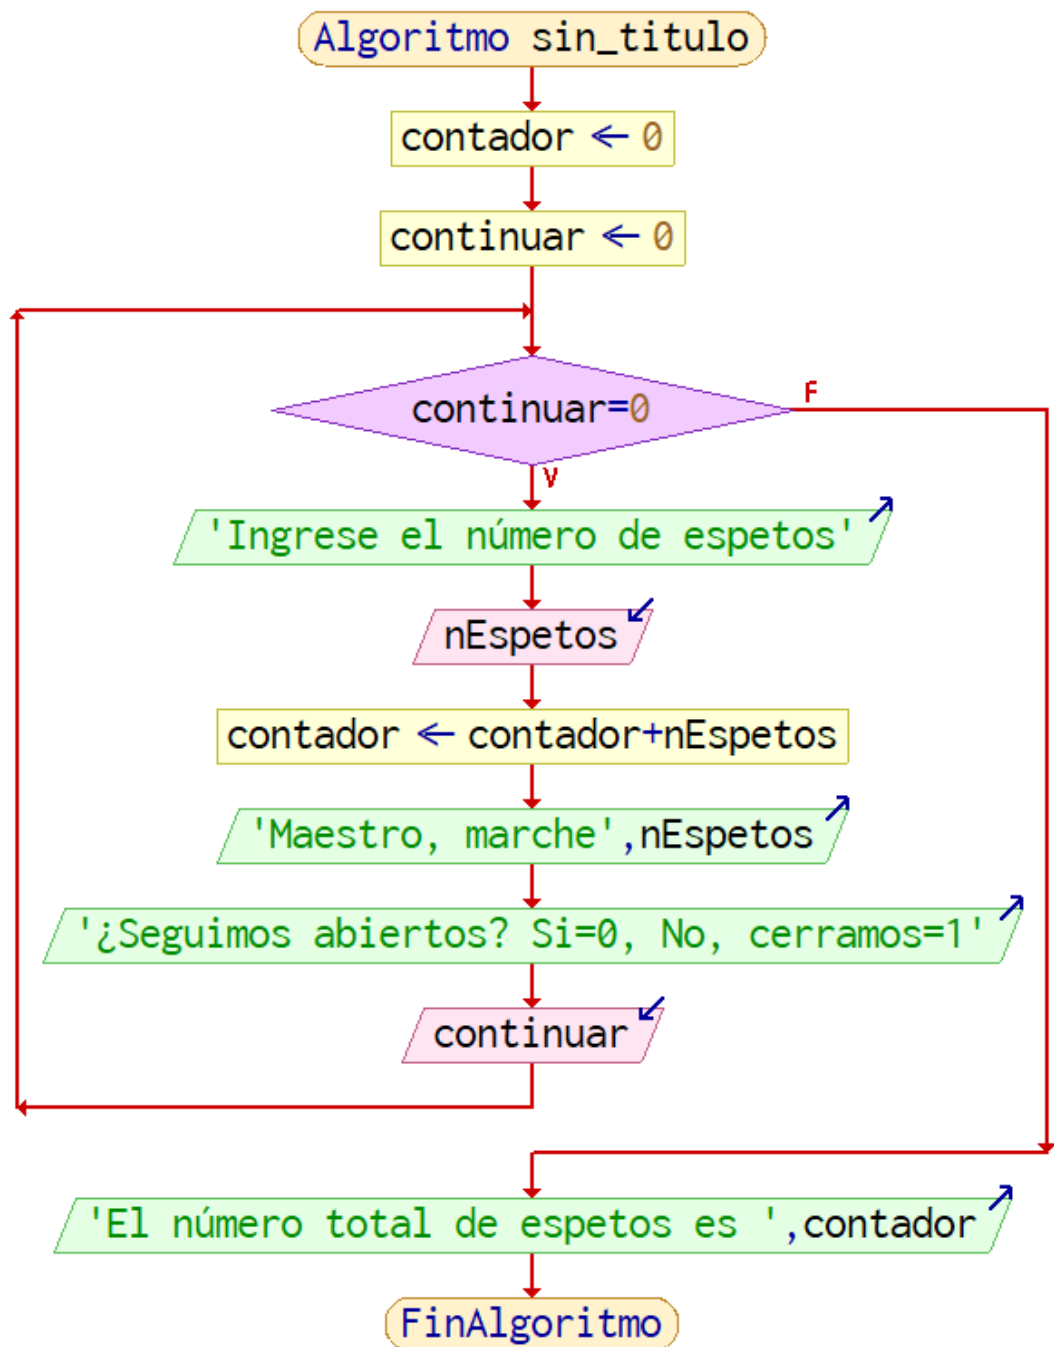 Algoritmo sin_titulo
contador ← 0
continuar ← 0
continuar=0
F
V
'Ingrese el número de espetos'
nEspetos
contador ← contador+nEspetos
'Maestro, marche',nEspetos
'¿Seguimos abiertos? Si=0, No, cerramos=1'
continuar
'El número total de espetos es ',contador
FinAlgoritmo